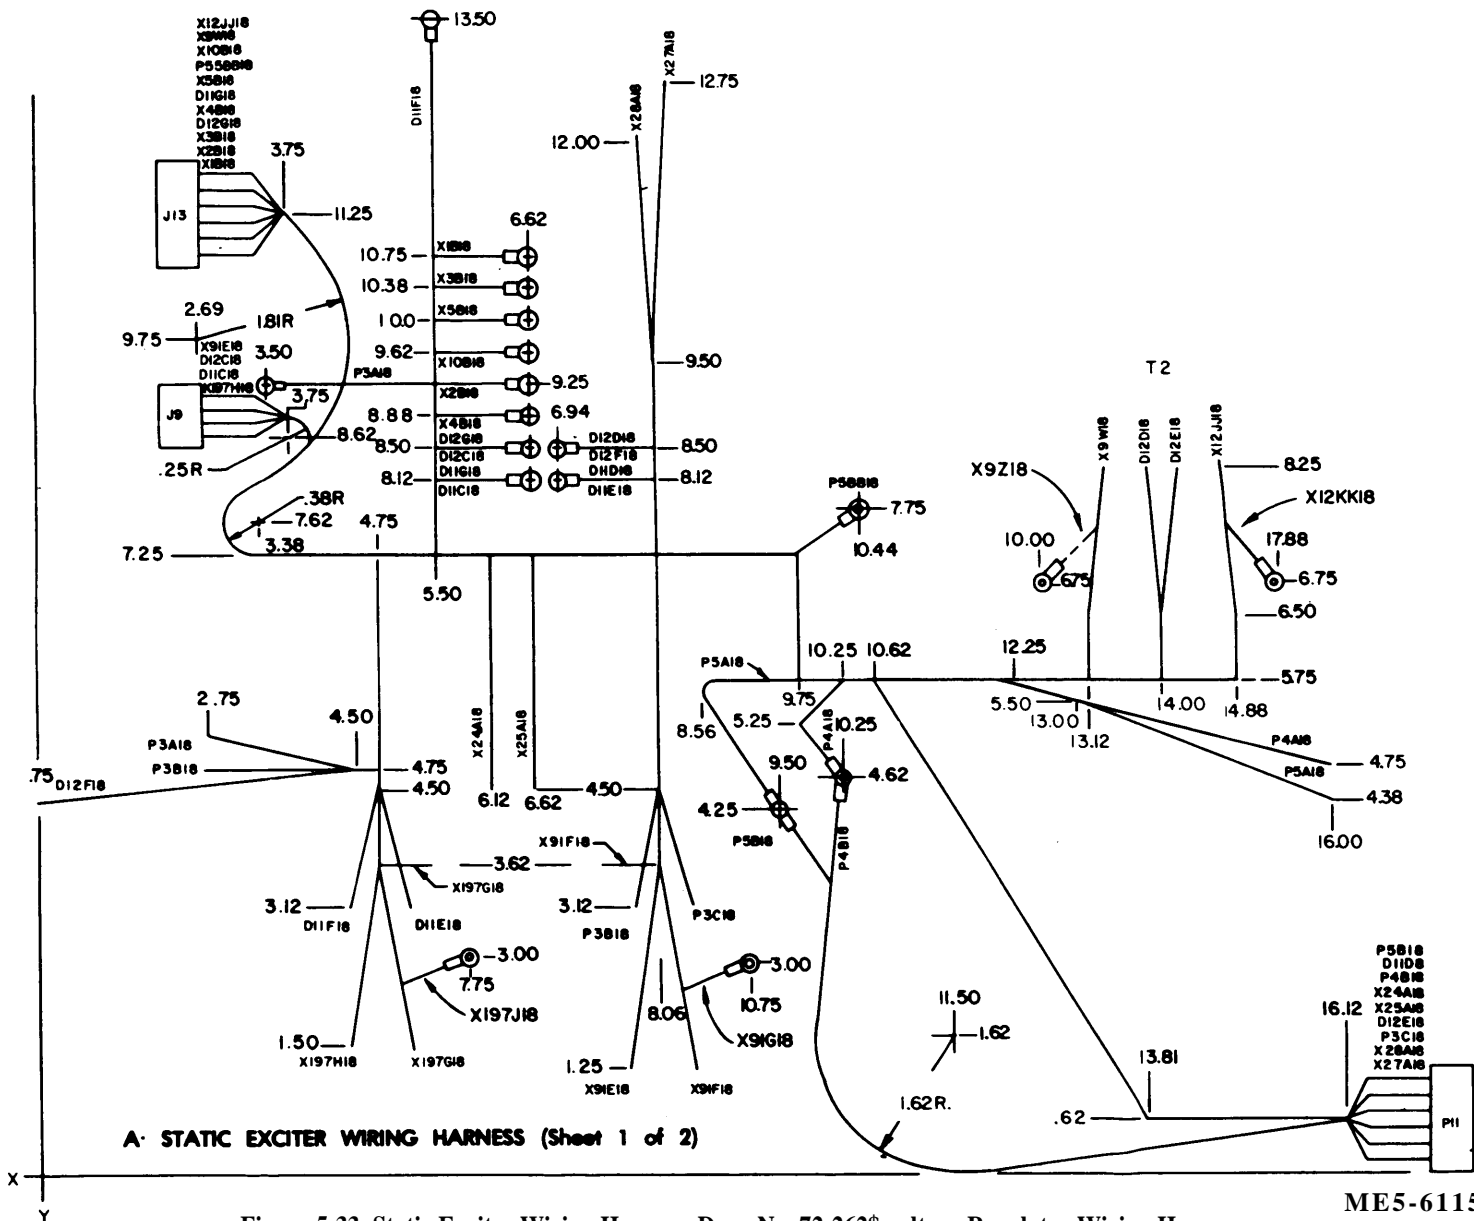 X12JJ18
X9W18
X10B18
P55BB18
X5B18
D11G18
X4B18
D12G18
X3B18
X2B18
X1B18
J13
3.75
11.25
13.50
D11F18
X28A18
X27A18
12.75
12.00
6.62
10.75
X1B18
10.38
X3B18
10.0
X5B18
9.62
X10B18
9.50
2.69
9.75
1.81R
X91E18
D12C18
D11C18
X197H18
3.50
P3A18
X2B18
9.25
J9
3.75
8.62
.25R
8.88
X4B18
6.94
8.50
D12G18
D12C18
D12D18
D12F18
8.50
8.12
D11G18
D11C18
D11D18
D11E18
8.12
.38R
7.62
3.38
4.75
7.25
5.50
P5BB18
7.75
10.44
T2
X9Z18
X9W18
D12D18
D12E18
X12JJ18
8.25
X12KK18
10.00
6.75
17.88
6.75
6.50
P5A18
10.25
10.62
12.25
5.75
9.75
8.56
5.25
5.50
13.00
13.12
14.00
14.88
P4A18
10.25
P4A18
4.75
P5A18
4.38
16.00
2.75
P3A18
4.50
P3B18
4.75
.75
D12F18
4.50
X24A18
X25A18
6.12
6.62
4.50
9.50
4.62
4.25
P5B18
P4B18
X91F18
3.62
X197G18
3.12
D11F18
D11E18
3.12
P3B18
P3C18
3.00
7.75
X197J18
3.00
10.75
8.06
X91G18
1.50
X197H18
X197G18
1.25
X91E18
X91F18
11.50
1.62
1.62R.
13.81
16.12
.62
P5B18
D11D8
P4B18
X24A18
X25A18
D12E18
P3C18
X28A18
X27A18
P11
A· STATIC EXCITER WIRING HARNESS (Sheet 1 of 2)
X
Y
ME5-6115